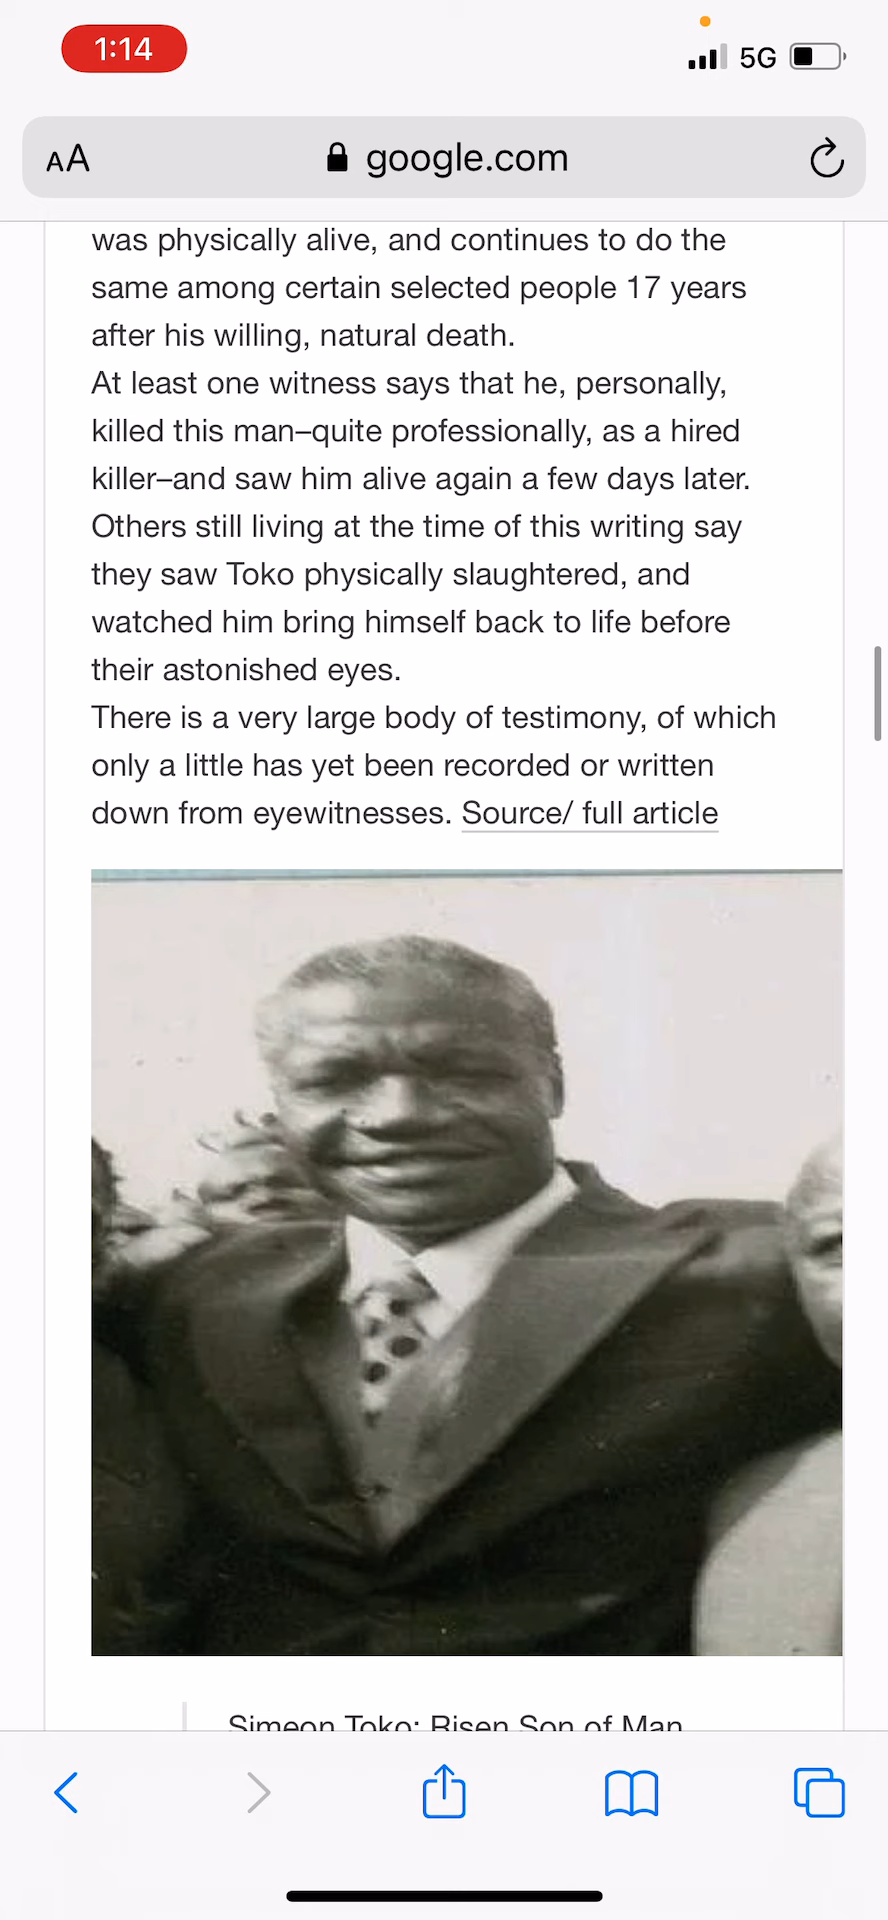 1:14
5G
AA
google.com
was physically alive, and continues to do the
same among certain selected people 17 years
after his willing, natural death.
At least one witness says that he, personally,
killed this man–quite professionally, as a hired
killer–and saw him alive again a few days later.
Others still living at the time of this writing say
they saw Toko physically slaughtered, and
watched him bring himself back to life before
their astonished eyes.
There is a very large body of testimony, of which
only a little has yet been recorded or written
down from eyewitnesses. Source/ full article
Simeon Toko: Risen Son of Man